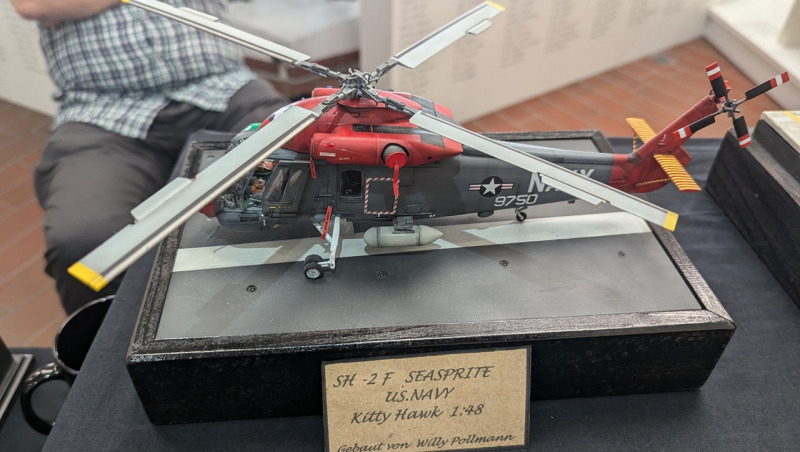 NAVY
9750
SH -2 F SEASPRITE
U.S.NAVY
Kitty Hawk 1:48
Gebaut von Willy Pollmann